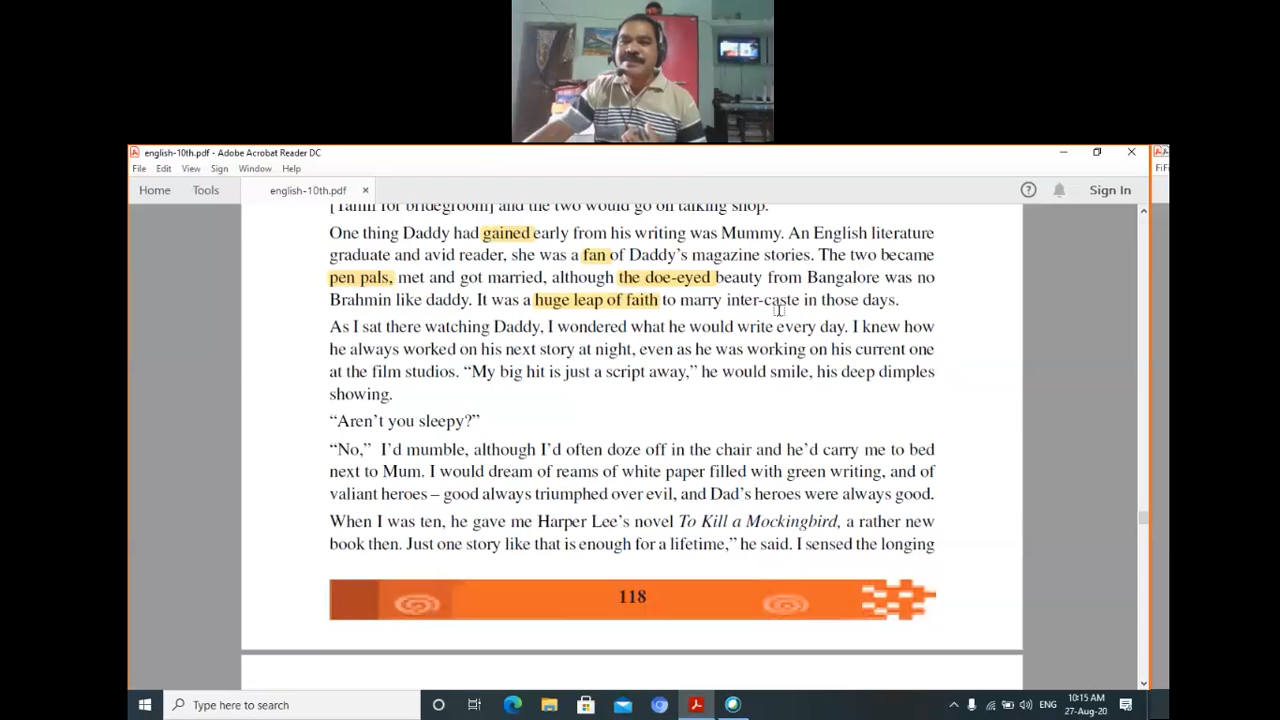 english-10th.pdf - Adobe Acrobat Reader DC
File Edit View Sign Window Help
Home Tools english-10th.pdf × ? Sign In
[Tamil for bridegroom] and the two would go on talking shop.
One thing Daddy had gained early from his writing was Mummy. An English literature
graduate and avid reader, she was a fan of Daddy's magazine stories. The two became
pen pals, met and got married, although the doe-eyed beauty from Bangalore was no
Brahmin like daddy. It was a huge leap of faith to marry inter-caste in those days.
As I sat there watching Daddy, I wondered what he would write every day. I knew how
he always worked on his next story at night, even as he was working on his current one
at the film studios. “My big hit is just a script away,” he would smile, his deep dimples
showing.
“Aren’t you sleepy?”
“No,” I’d mumble, although I’d often doze off in the chair and he’d carry me to bed
next to Mum. I would dream of reams of white paper filled with green writing, and of
valiant heroes – good always triumphed over evil, and Dad’s heroes were always good.
When I was ten, he gave me Harper Lee’s novel To Kill a Mockingbird, a rather new
book then. Just one story like that is enough for a lifetime,” he said. I sensed the longing
118
Type here to search
ENG
10:15 AM
27-Aug-20